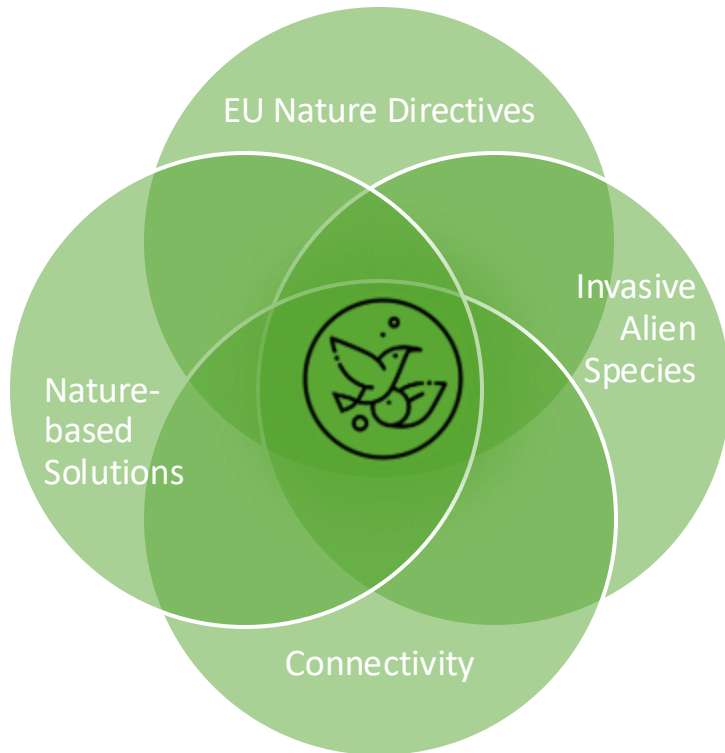 EU Nature Directives
Invasive
Alien
Species
Nature-
based
Solutions
Connectivity